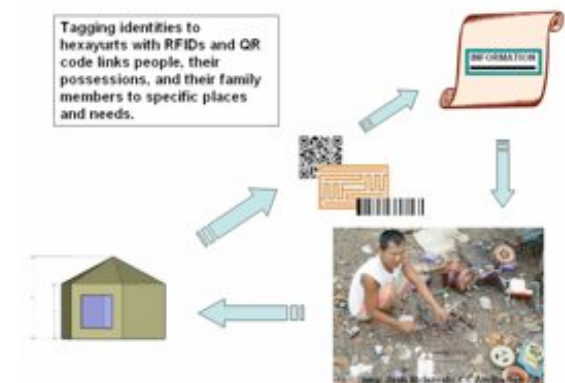 Tagging identities to
hexayurts with RFIDs and QR
code links people, their
possessions, and their family
members to specific places
and needs.
INFORMATION